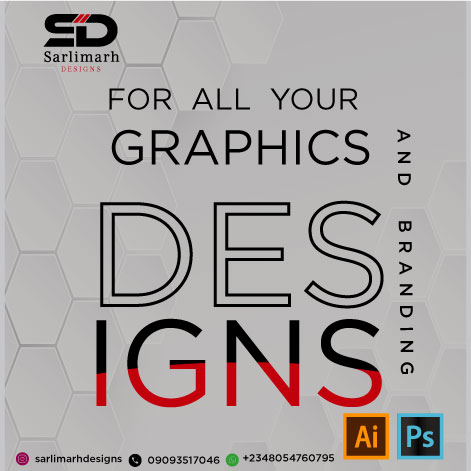 SD
Sarlimarh
DESIGNS
FOR ALL YOUR
GRAPHICS
AND BRANDING
DES
IGNS
Ai Ps
sarlimarhdesigns 09093517046 +2348054760795